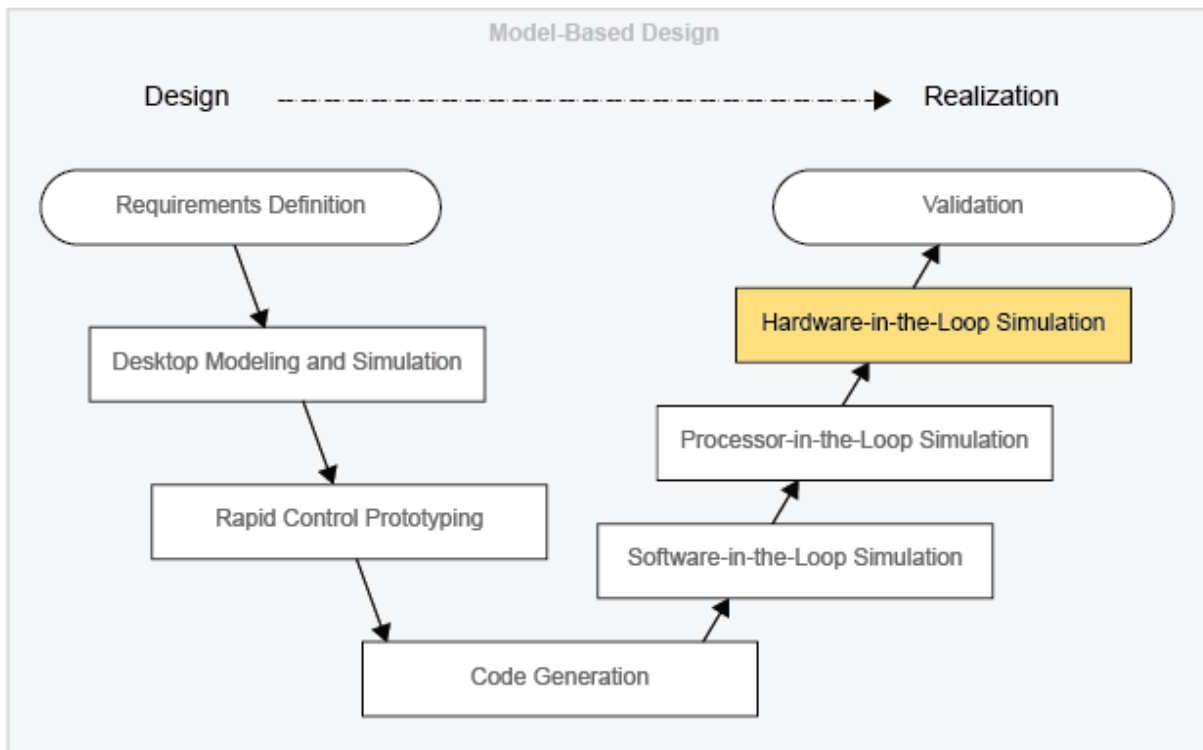 Model-Based Design
Design
Realization
Requirements Definition
Validation
Hardware-in-the-Loop Simulation
Desktop Modeling and Simulation
Processor-in-the-Loop Simulation
Rapid Control Prototyping
Software-in-the-Loop Simulation
Code Generation